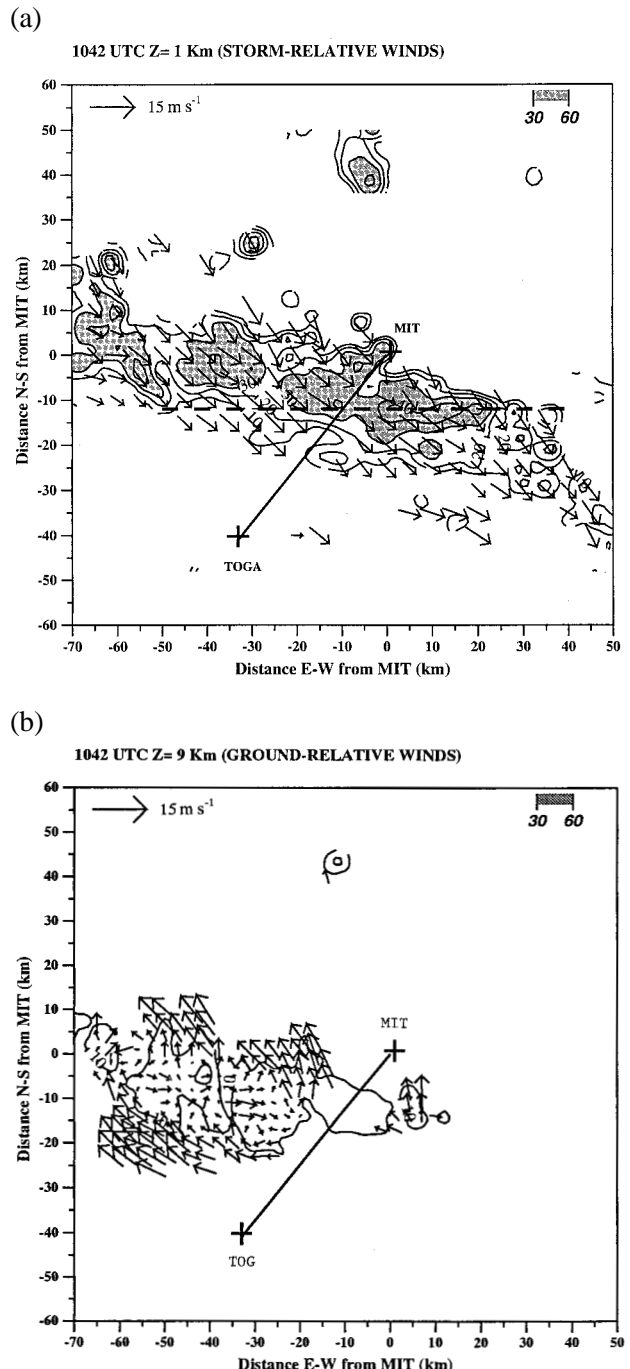 (a)
1042 UTC Z= 1 Km (STORM-RELATIVE WINDS)
15 m s⁻¹
30 60
60
50
40
30
20
10
0
-10
-20
-30
-40
-50
-60
Distance N-S from MIT (km)
MIT
TOGA
-70 -60 -50 -40 -30 -20 -10 0 10 20 30 40 50
Distance E-W from MIT (km)
(b)
1042 UTC Z= 9 Km (GROUND-RELATIVE WINDS)
15 m s⁻¹
30 60
60
50
40
30
20
10
0
-10
-20
-30
-40
-50
-60
Distance N-S from MIT (km)
MIT
TOG
-70 -60 -50 -40 -30 -20 -10 0 10 20 30 40 50
Distance E-W from MIT (km)